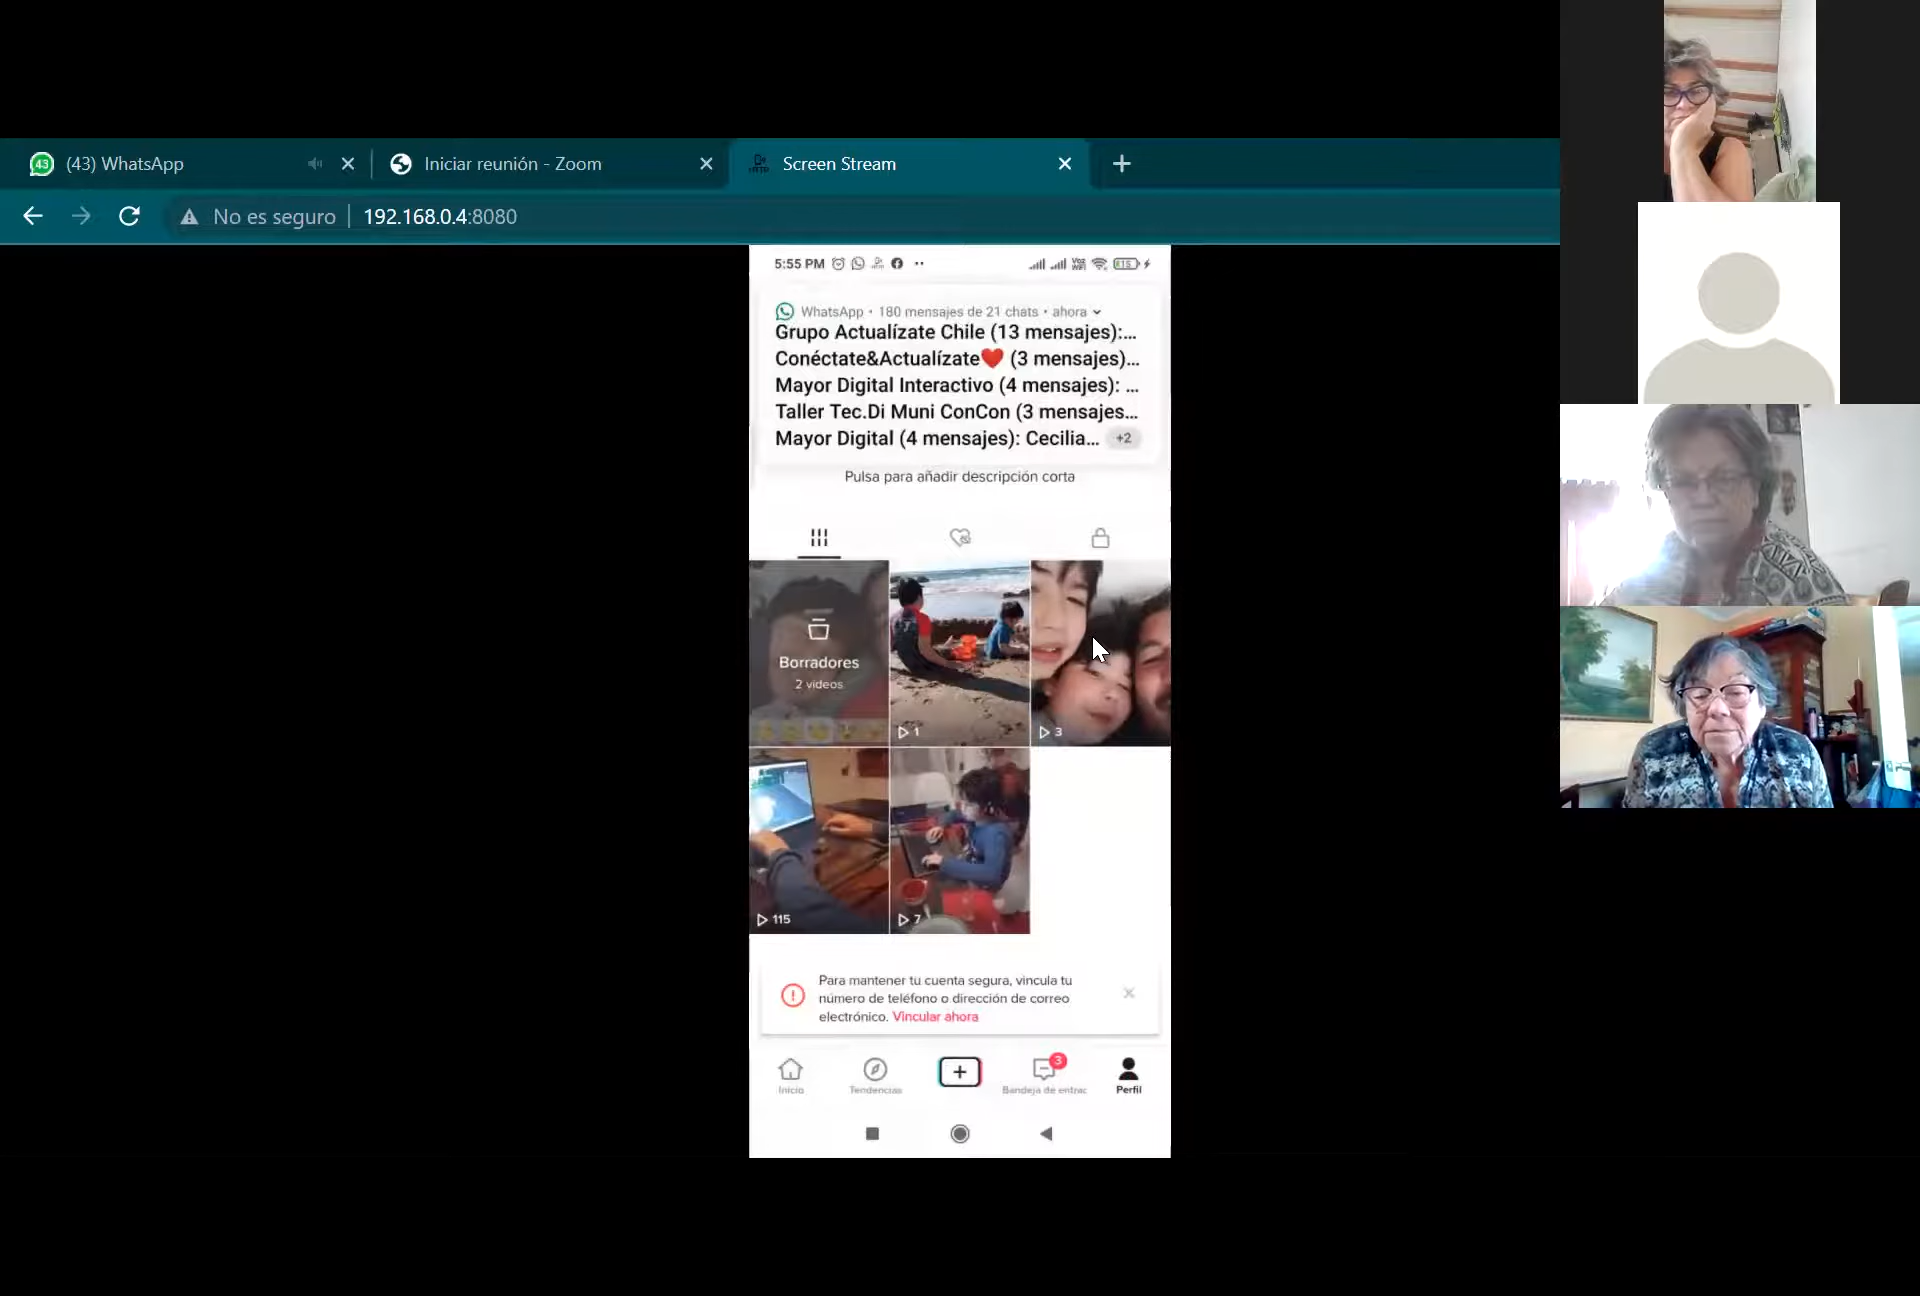 43 (43) WhatsApp
Iniciar reunión - Zoom
Screen Stream
No es seguro
192.168.0.4:8080
5:55 PM
15
WhatsApp • 180 mensajes de 21 chats • ahora
Grupo Actualízate Chile (13 mensajes):...
Conéctate&Actualízate❤️ (3 mensajes)...
Mayor Digital Interactivo (4 mensajes): ...
Taller Tec.Di Muni ConCon (3 mensajes...
Mayor Digital (4 mensajes): Cecilia... +2
Pulsa para añadir descripción corta
Borradores
2 videos
1
3
115
7
Para mantener tu cuenta segura, vincula tu
número de teléfono o dirección de correo
electrónico. Vincular ahora
3
Inicio
Tendencias
Bandeja de entrac
Perfil